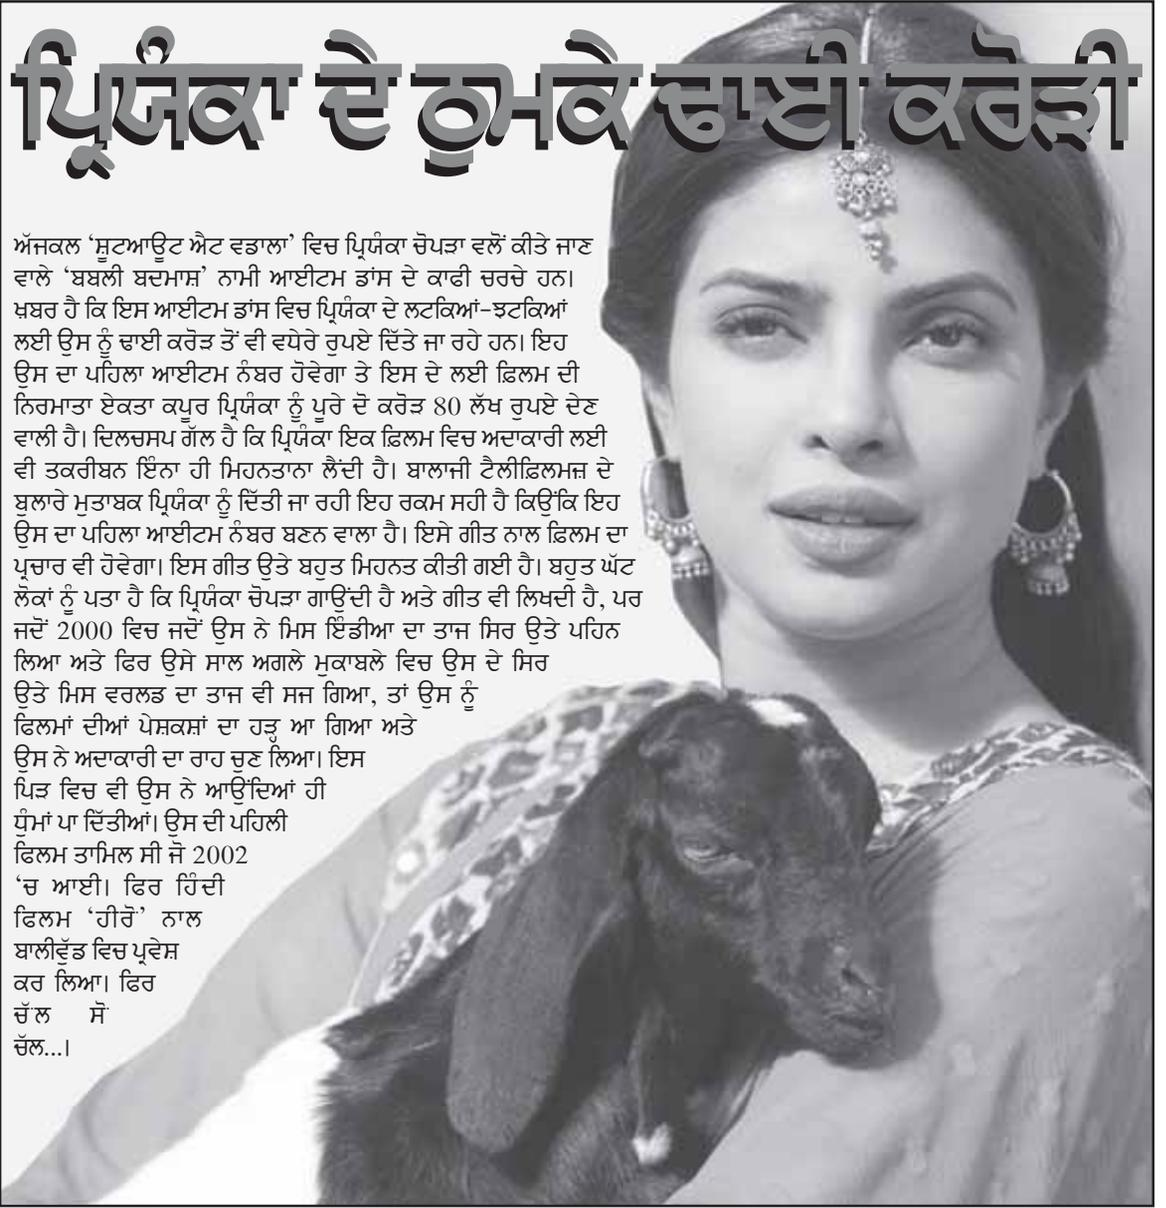 ਪ੍ਰਿਯੰਕਾ ਦੇ ਠੁਮਕੇ ਢਾਈ ਕਰੋੜੀ
ਅੱਜਕਲ ‘ਸ਼ੂਟਆਊਟ ਐਟ ਵਡਾਲਾ’ ਵਿਚ ਪ੍ਰਿਯੰਕਾ ਚੋਪੜਾ ਵਲੋਂ ਕੀਤੇ ਜਾਣ
ਵਾਲੇ ‘ਬਬਲੀ ਬਦਮਾਸ਼’ ਨਾਮੀ ਆਈਟਮ ਡਾਂਸ ਦੇ ਕਾਫੀ ਚਰਚੇ ਹਨ।
ਖ਼ਬਰ ਹੈ ਕਿ ਇਸ ਆਈਟਮ ਡਾਂਸ ਵਿਚ ਪ੍ਰਿਯੰਕਾ ਦੇ ਲਟਕਿਆਂ-ਝਟਕਿਆਂ
ਲਈ ਉਸ ਨੂੰ ਢਾਈ ਕਰੋੜ ਤੋਂ ਵੀ ਵਧੇਰੇ ਰੁਪਏ ਦਿੱਤੇ ਜਾ ਰਹੇ ਹਨ। ਇਹ
ਉਸ ਦਾ ਪਹਿਲਾ ਆਈਟਮ ਨੰਬਰ ਹੋਵੇਗਾ ਤੇ ਇਸ ਦੇ ਲਈ ਫ਼ਿਲਮ ਦੀ
ਨਿਰਮਾਤਾ ਏਕਤਾ ਕਪੂਰ ਪ੍ਰਿਯੰਕਾ ਨੂੰ ਪੂਰੇ ਦੋ ਕਰੋੜ 80 ਲੱਖ ਰੁਪਏ ਦੇਣ
ਵਾਲੀ ਹੈ। ਦਿਲਚਸਪ ਗੱਲ ਹੈ ਕਿ ਪ੍ਰਿਯੰਕਾ ਇਕ ਫ਼ਿਲਮ ਵਿਚ ਅਦਾਕਾਰੀ ਲਈ
ਵੀ ਤਕਰੀਬਨ ਇੰਨਾ ਹੀ ਮਿਹਨਤਾਨਾ ਲੈਂਦੀ ਹੈ। ਬਾਲਾਜੀ ਟੈਲੀਫ਼ਿਲਮਜ਼ ਦੇ
ਬੁਲਾਰੇ ਮੁਤਾਬਕ ਪ੍ਰਿਯੰਕਾ ਨੂੰ ਦਿੱਤੀ ਜਾ ਰਹੀ ਇਹ ਰਕਮ ਸਹੀ ਹੈ ਕਿਉਂਕਿ ਇਹ
ਉਸ ਦਾ ਪਹਿਲਾ ਆਈਟਮ ਨੰਬਰ ਬਣਨ ਵਾਲਾ ਹੈ। ਇਸੇ ਗੀਤ ਨਾਲ ਫ਼ਿਲਮ ਦਾ
ਪ੍ਰਚਾਰ ਵੀ ਹੋਵੇਗਾ। ਇਸ ਗੀਤ ਉਤੇ ਬਹੁਤ ਮਿਹਨਤ ਕੀਤੀ ਗਈ ਹੈ। ਬਹੁਤ ਘੱਟ
ਲੋਕਾਂ ਨੂੰ ਪਤਾ ਹੈ ਕਿ ਪ੍ਰਿਯੰਕਾ ਚੋਪੜਾ ਗਾਉਂਦੀ ਹੈ ਅਤੇ ਗੀਤ ਵੀ ਲਿਖਦੀ ਹੈ, ਪਰ
ਜਦੋਂ 2000 ਵਿਚ ਜਦੋਂ ਉਸ ਨੇ ਮਿਸ ਇੰਡੀਆ ਦਾ ਤਾਜ ਸਿਰ ਉਤੇ ਪਹਿਨ
ਲਿਆ ਅਤੇ ਫਿਰ ਉਸੇ ਸਾਲ ਅਗਲੇ ਮੁਕਾਬਲੇ ਵਿਚ ਉਸ ਦੇ ਸਿਰ
ਉਤੇ ਮਿਸ ਵਰਲਡ ਦਾ ਤਾਜ ਵੀ ਸਜ ਗਿਆ, ਤਾਂ ਉਸ ਨੂੰ
ਫਿਲਮਾਂ ਦੀਆਂ ਪੇਸ਼ਕਸ਼ਾਂ ਦਾ ਹੜ੍ਹ ਆ ਗਿਆ ਅਤੇ
ਉਸ ਨੇ ਅਦਾਕਾਰੀ ਦਾ ਰਾਹ ਚੁਣ ਲਿਆ। ਇਸ
ਪਿੜ ਵਿਚ ਵੀ ਉਸ ਨੇ ਆਉਂਦਿਆਂ ਹੀ
ਧੁੰਮਾਂ ਪਾ ਦਿੱਤੀਆਂ। ਉਸ ਦੀ ਪਹਿਲੀ
ਫਿਲਮ ਤਾਮਿਲ ਸੀ ਜੋ 2002
‘ਚ ਆਈ। ਫਿਰ ਹਿੰਦੀ
ਫਿਲਮ ‘ਹੀਰੋ’ ਨਾਲ
ਬਾਲੀਵੁੱਡ ਵਿਚ ਪ੍ਰਵੇਸ਼
ਕਰ ਲਿਆ। ਫਿਰ
ਚੱਲ ਸੋ
ਚੱਲ...।